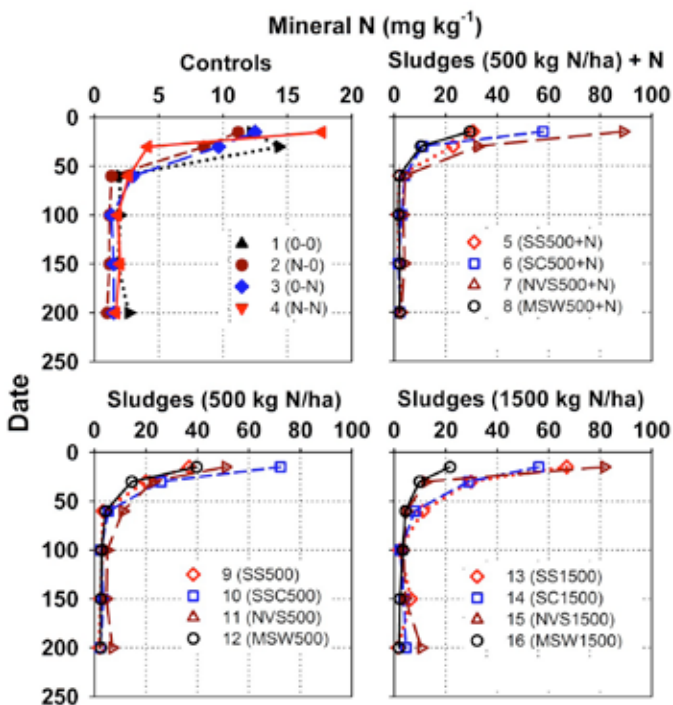 Mineral N (mg kg-1)
Controls
Sludges (500 kg N/ha) + N
0 5 10 15 20
0 20 40 60 80 100
0
50
100
150
200
250
1 (0-0)
2 (N-0)
3 (0-N)
4 (N-N)
5 (SS500+N)
6 (SC500+N)
7 (NVS500+N)
8 (MSW500+N)
Date
Sludges (500 kg N/ha)
Sludges (1500 kg N/ha)
0 20 40 60 80 100
0 20 40 60 80 100
0
50
100
150
200
250
9 (SS500)
10 (SSC500)
11 (NVS500)
12 (MSW500)
13 (SS1500)
14 (SC1500)
15 (NVS1500)
16 (MSW1500)